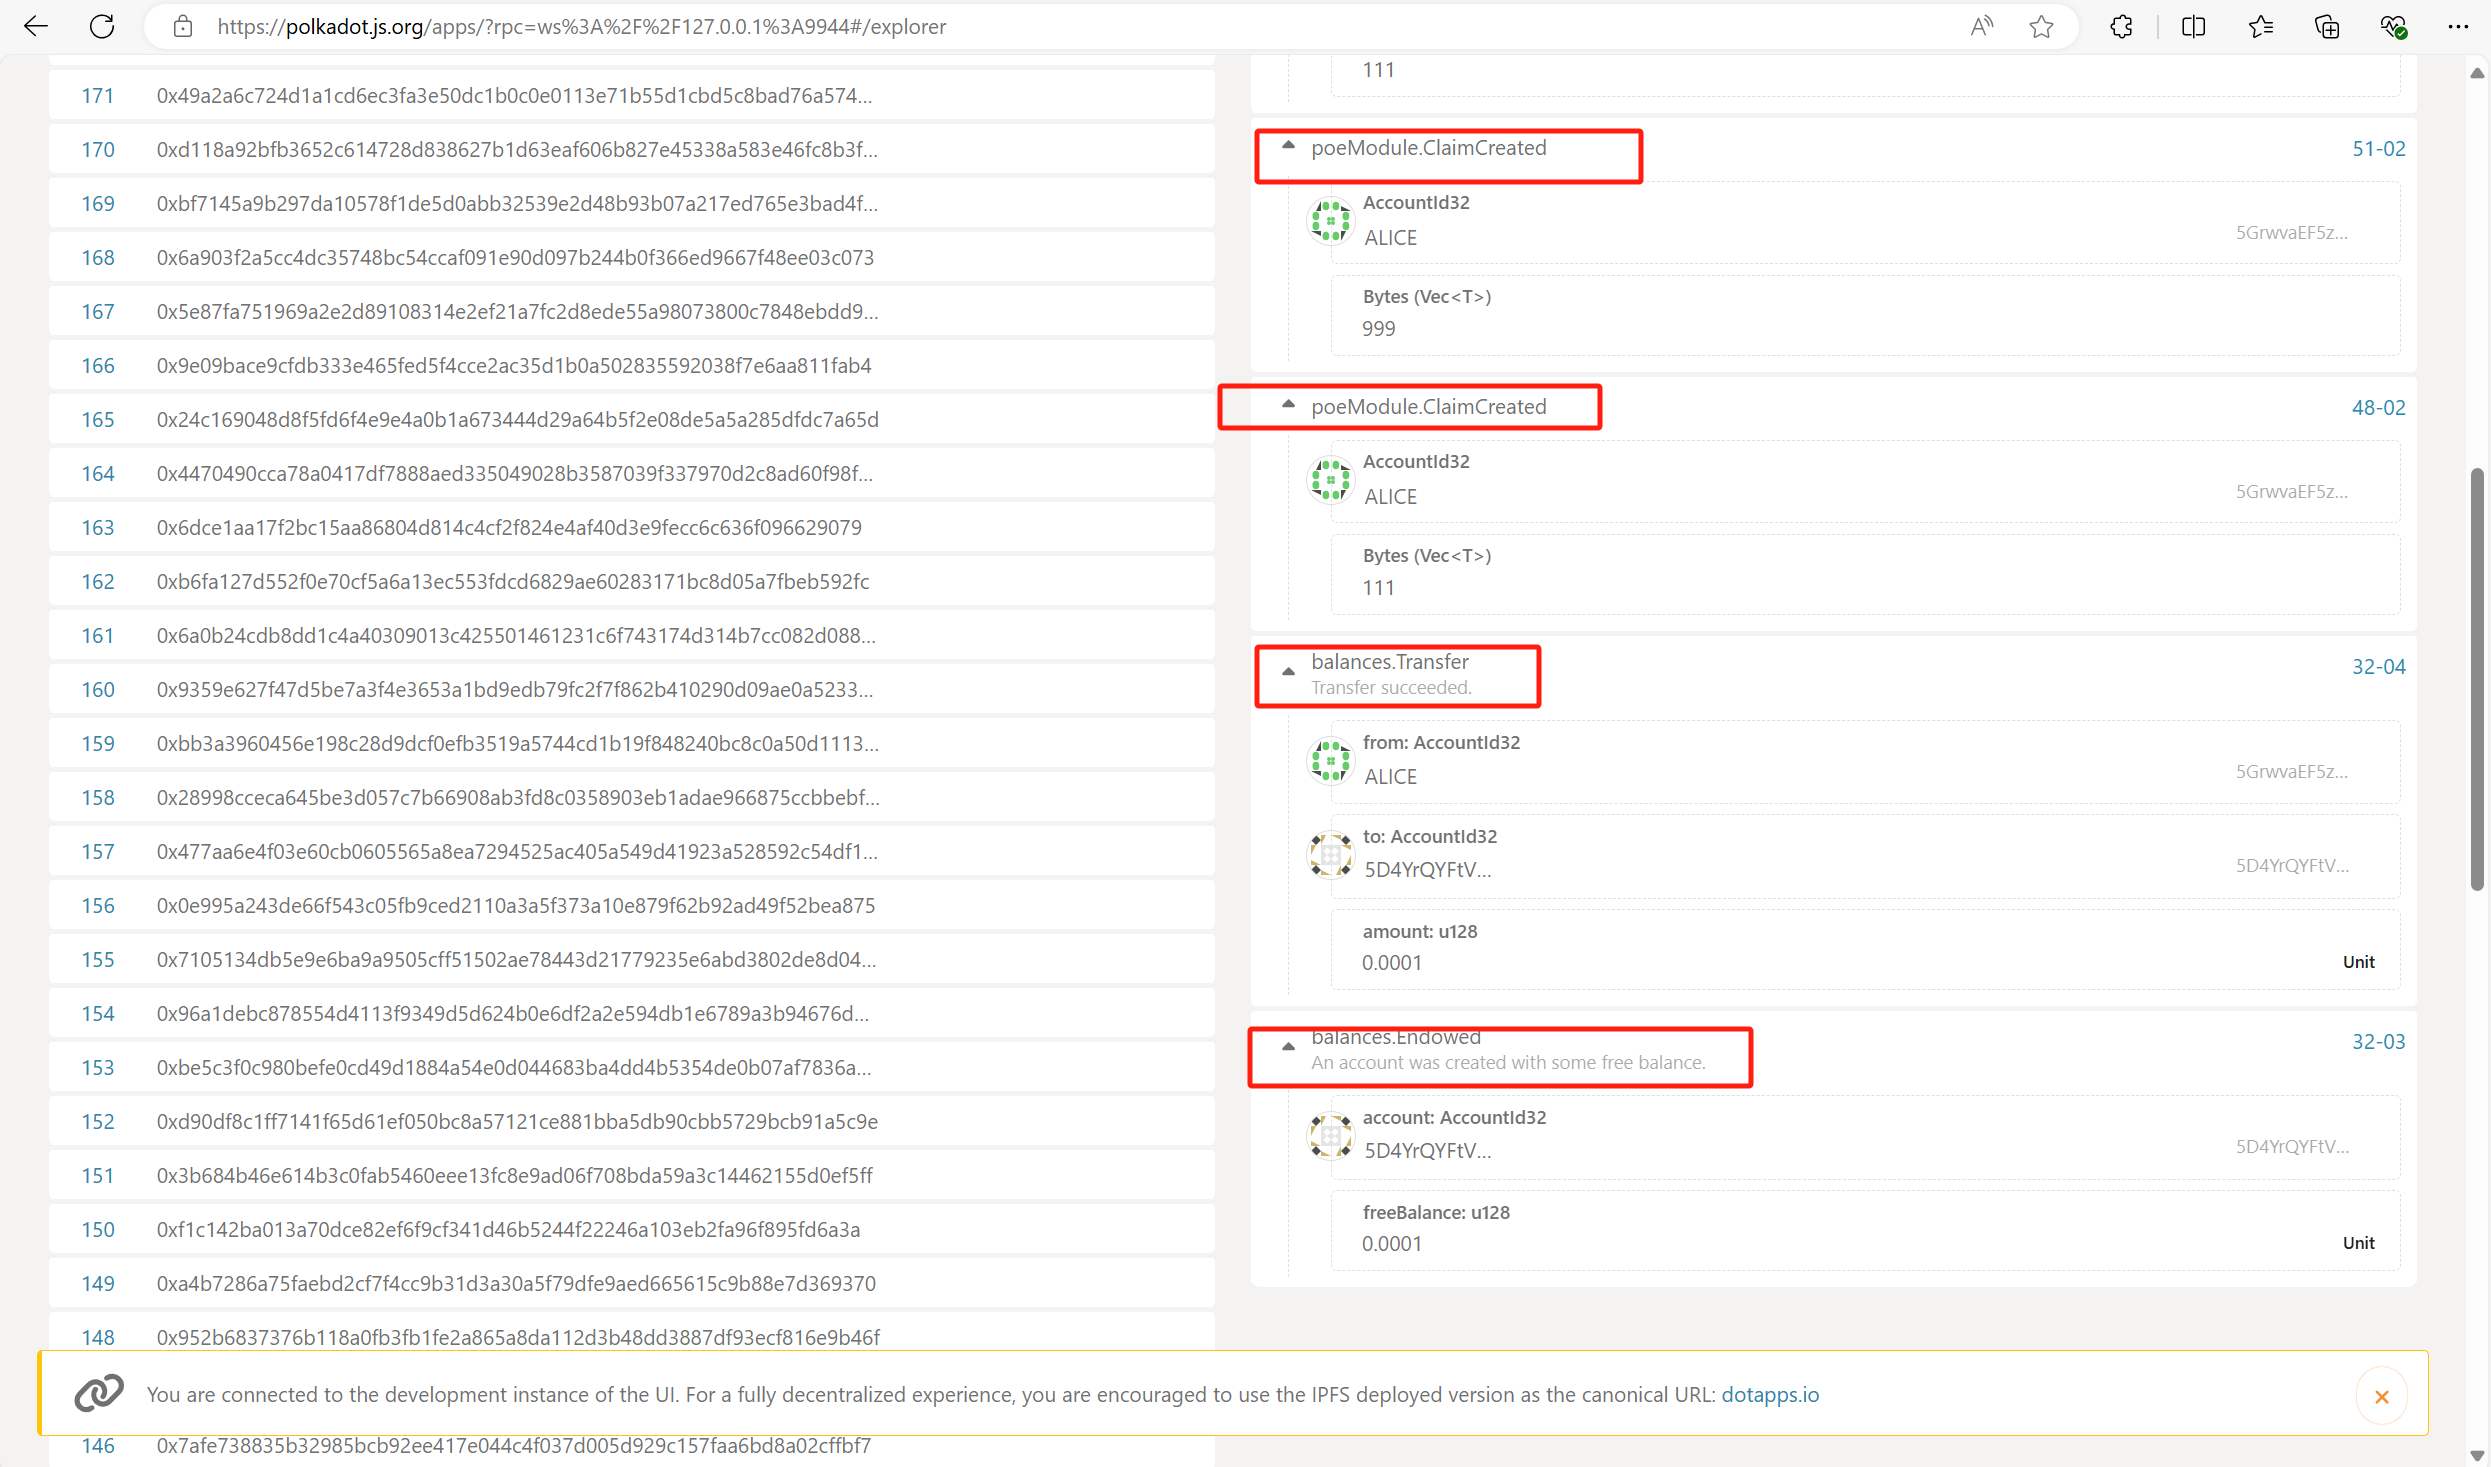 https://polkadot.js.org/apps/?rpc=ws%3A%2F%2F127.0.0.1%3A9944#/explorer
171 0x49a2a6c724d1a1cd6ec3fa3e50dc1b0c0e0113e71b55d1cbd5c8bad76a574...
170 0xd118a92bfb3652c614728d838627b1d63eaf606b827e45338a583e46fc8b3f...
169 0xbf7145a9b297da10578f1de5d0abb32539e2d48b93b07a217ed765e3bad4f...
168 0x6a903f2a5cc4dc35748bc54ccaf091e90d097b244b0f366ed9667f48ee03c073
167 0x5e87fa751969a2e2d89108314e2ef21a7fc2d8ede55a98073800c7848ebdd9...
166 0x9e09bace9cfdb333e465fed5f4cce2ac35d1b0a502835592038f7e6aa811fab4
165 0x24c169048d8f5fd6f4e9e4a0b1a673444d29a64b5f2e08de5a5a285dfdc7a65d
164 0x4470490cca78a0417df7888aed335049028b3587039f337970d2c8ad60f98f...
163 0x6dce1aa17f2bc15aa86804d814c4cf2f824e4af40d3e9fecc6c636f096629079
162 0xb6fa127d552f0e70cf5a6a13ec553fdcd6829ae60283171bc8d05a7fbeb592fc
161 0x6a0b24cdb8dd1c4a40309013c425501461231c6f743174d314b7cc082d088...
160 0x9359e627f47d5be7a3f4e3653a1bd9edb79fc2f7f862b410290d09ae0a5233...
159 0xbb3a3960456e198c28d9dcf0efb3519a5744cd1b19f848240bc8c0a50d1113...
158 0x28998cceca645be3d057c7b66908ab3fd8c0358903eb1adae966875ccbbebf...
157 0x477aa6e4f03e60cb0605565a8ea7294525ac405a549d41923a528592c54df1...
156 0x0e995a243de66f543c05fb9ced2110a3a5f373a10e879f62b92ad49f52bea875
155 0x7105134db5e9e6ba9a9505cff51502ae78443d21779235e6abd3802de8d04...
154 0x96a1debc878554d4113f9349d5d624b0e6df2a2e594db1e6789a3b94676d...
153 0xbe5c3f0c980befe0cd49d1884a54e0d044683ba4dd4b5354de0b07af7836a...
152 0xd90df8c1ff7141f65d61ef050bc8a57121ce881bba5db90cbb5729bcb91a5c9e
151 0x3b684b46e614b3c0fab5460eee13fc8e9ad06f708bda59a3c14462155d0ef5ff
150 0xf1c142ba013a70dce82ef6f9cf341d46b5244f22246a103eb2fa96f895fd6a3a
149 0xa4b7286a75faebd2cf7f4cc9b31d3a30a5f79dfe9aed665615c9b88e7d369370
148 0x952b6837376b118a0fb3fb1fe2a865a8da112d3b48dd3887df93ecf816e9b46f
111
poeModule.ClaimCreated 51-02
AccountId32
ALICE 5GrwvaEF5z...
Bytes (Vec<T>)
999
poeModule.ClaimCreated 48-02
AccountId32
ALICE 5GrwvaEF5z...
Bytes (Vec<T>)
111
balances.Transfer 32-04
Transfer succeeded.
from: AccountId32
ALICE 5GrwvaEF5z...
to: AccountId32
5D4YrQYFtV... 5D4YrQYFtV...
amount: u128
0.0001 Unit
balances.Endowed 32-03
An account was created with some free balance.
account: AccountId32
5D4YrQYFtV... 5D4YrQYFtV...
freeBalance: u128
0.0001 Unit
You are connected to the development instance of the UI. For a fully decentralized experience, you are encouraged to use the IPFS deployed version as the canonical URL: dotapps.io
146 0x7afe738835b32985bcb92ee417e044c4f037d005d929c157faa6bd8a02cffbf7